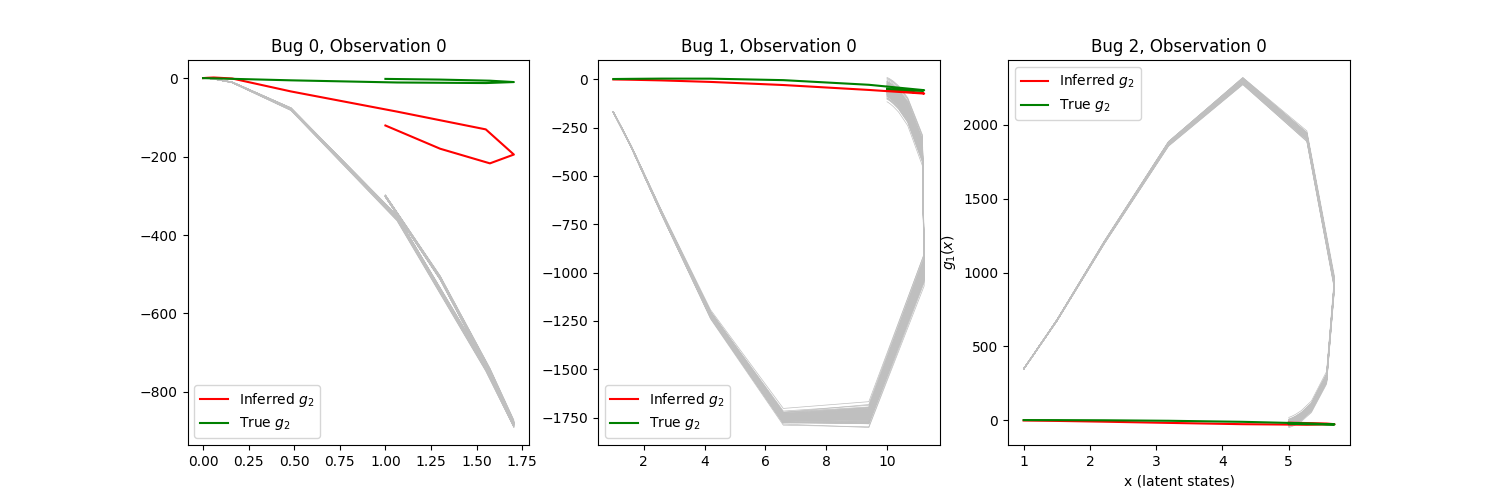 Bug 0, Observation 0
0
−200
−400
−600
−800
0.00 0.25 0.50 0.75 1.00 1.25 1.50 1.75
Inferred g₂
True g₂
Bug 1, Observation 0
0
−250
−500
−750
−1000
−1250
−1500
−1750
2 4 6 8 10
Inferred g₂
True g₂
Bug 2, Observation 0
g₁(x)
2000
1500
1000
500
0
1 2 3 4 5
x (latent states)
Inferred g₂
True g₂